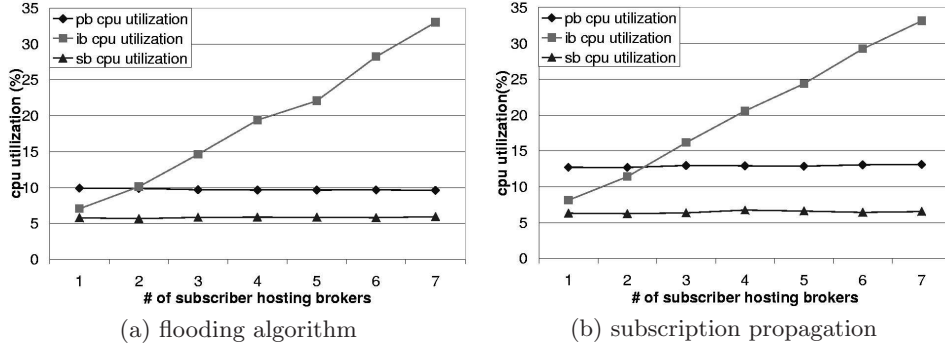 35
30
25
20
15
10
5
0
cpu utilization (%)
pb cpu utilization
ib cpu utilization
sb cpu utilization
1 2 3 4 5 6 7
# of subscriber hosting brokers
(a) flooding algorithm
35
30
25
20
15
10
5
0
cpu utilization(%)
pb cpu utilization
ib cpu utilization
sb cpu utilization
1 2 3 4 5 6 7
# of subscriber hosting brokers
(b) subscription propagation